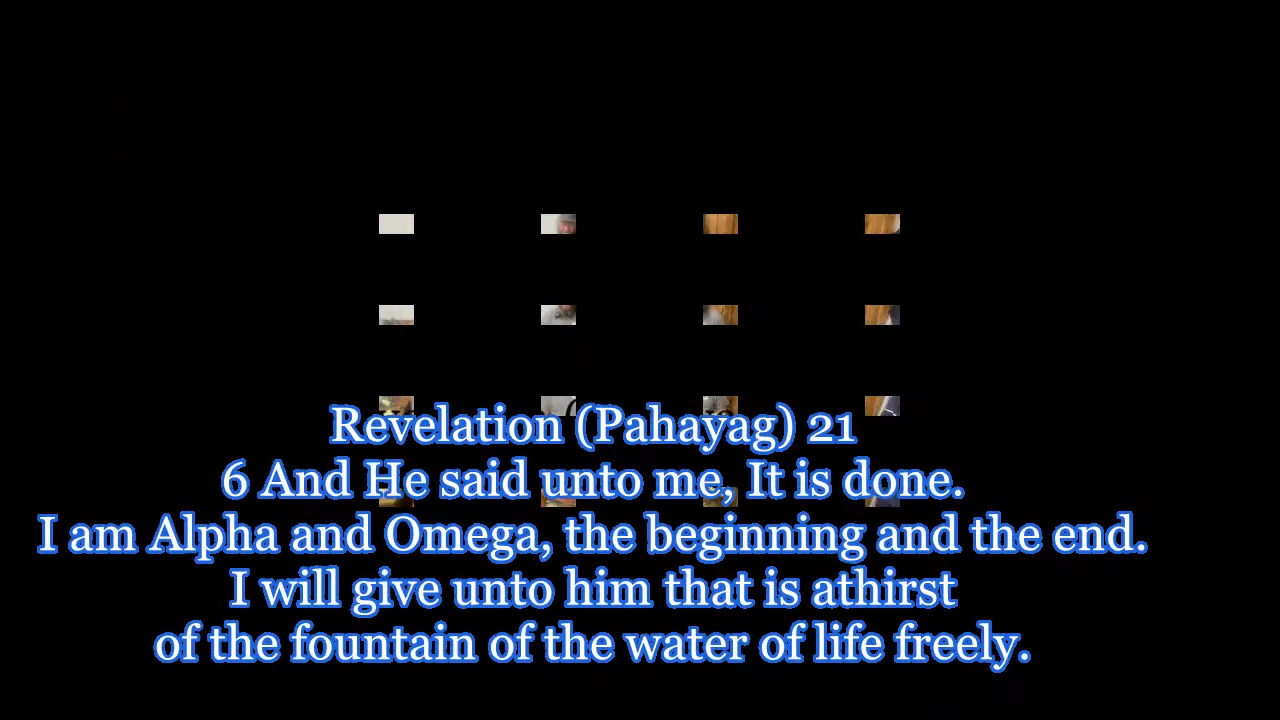 Revelation (Pahayag) 21
6 And He said unto me, It is done.
I am Alpha and Omega, the beginning and the end.
I will give unto him that is athirst
of the fountain of the water of life freely.